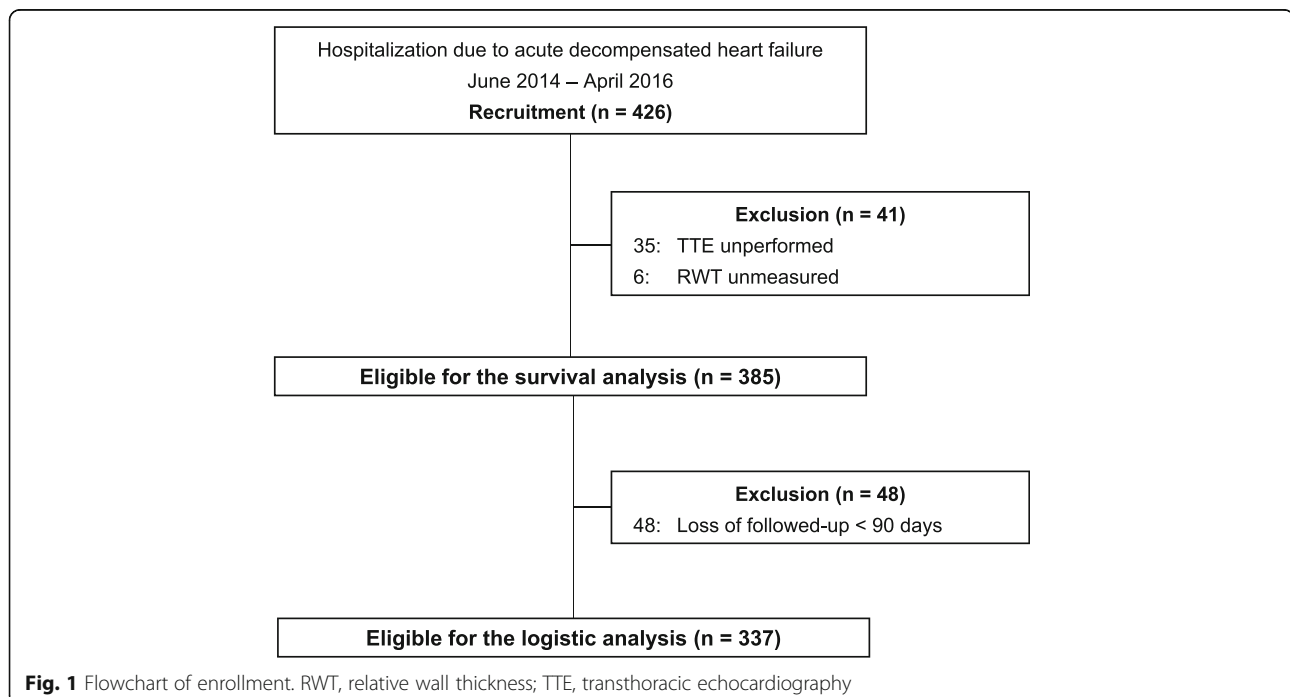 Hospitalization due to acute decompensated heart failure
June 2014 – April 2016
Recruitment (n = 426)
Exclusion (n = 41)
35: TTE unperformed
6: RWT unmeasured
Eligible for the survival analysis (n = 385)
Exclusion (n = 48)
48: Loss of followed-up < 90 days
Eligible for the logistic analysis (n = 337)
Fig. 1 Flowchart of enrollment. RWT, relative wall thickness; TTE, transthoracic echocardiography